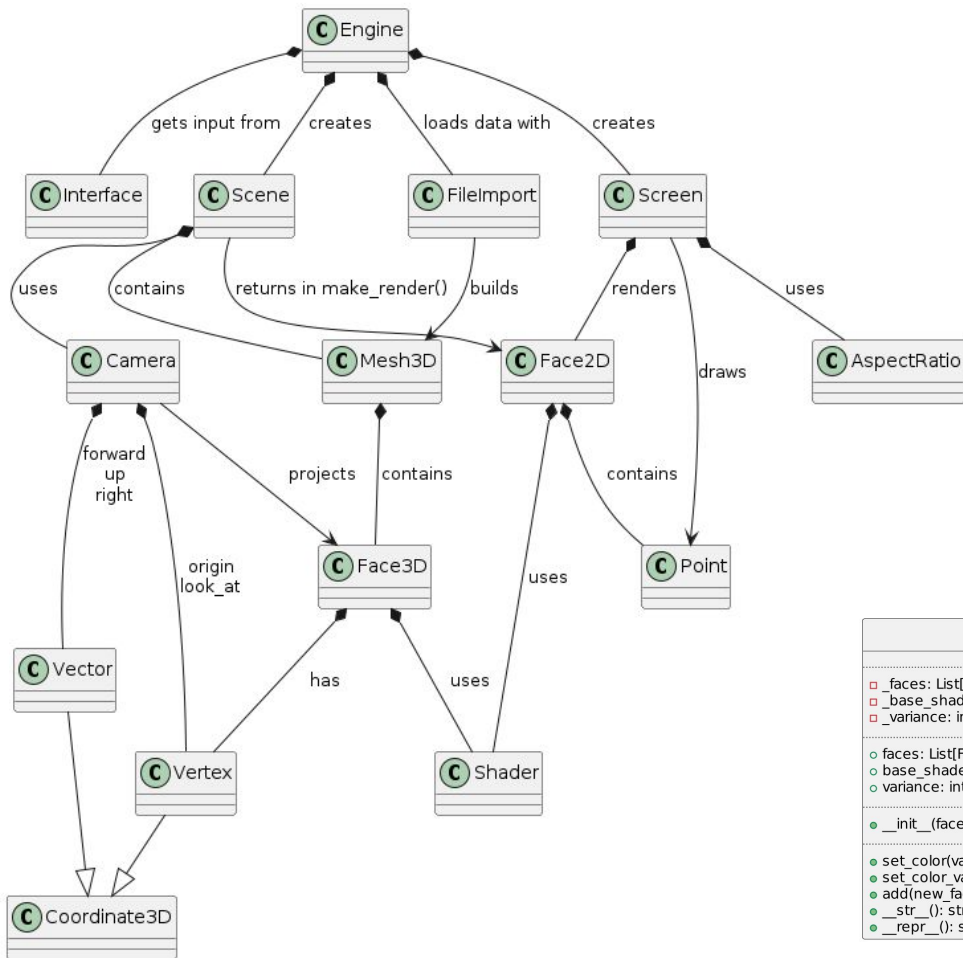 C Engine
gets input from
creates
loads data with
creates
C Interface
C Scene
C FileImport
C Screen
uses
contains
returns in make_render()
builds
renders
uses
draws
C Camera
C Mesh3D
C Face2D
C AspectRatio
forward
up
right
projects
contains
contains
origin
look_at
C Face3D
C Point
uses
C Vector
has
uses
C Vertex
C Shader
C Coordinate3D
_faces: List[
_base_shad
_variance: i
faces: List[F
base_shade
variance: int
__init__(face
set_color(va
set_color_va
add(new_fac
__str__(): str
__repr__(): s